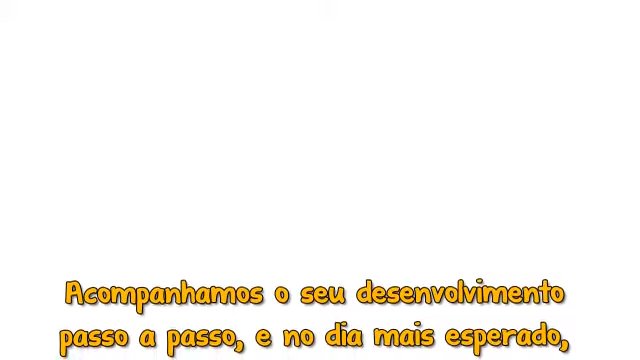 Acompanhamos o seu desenvolvimento
passo a passo, e no dia mais esperado,